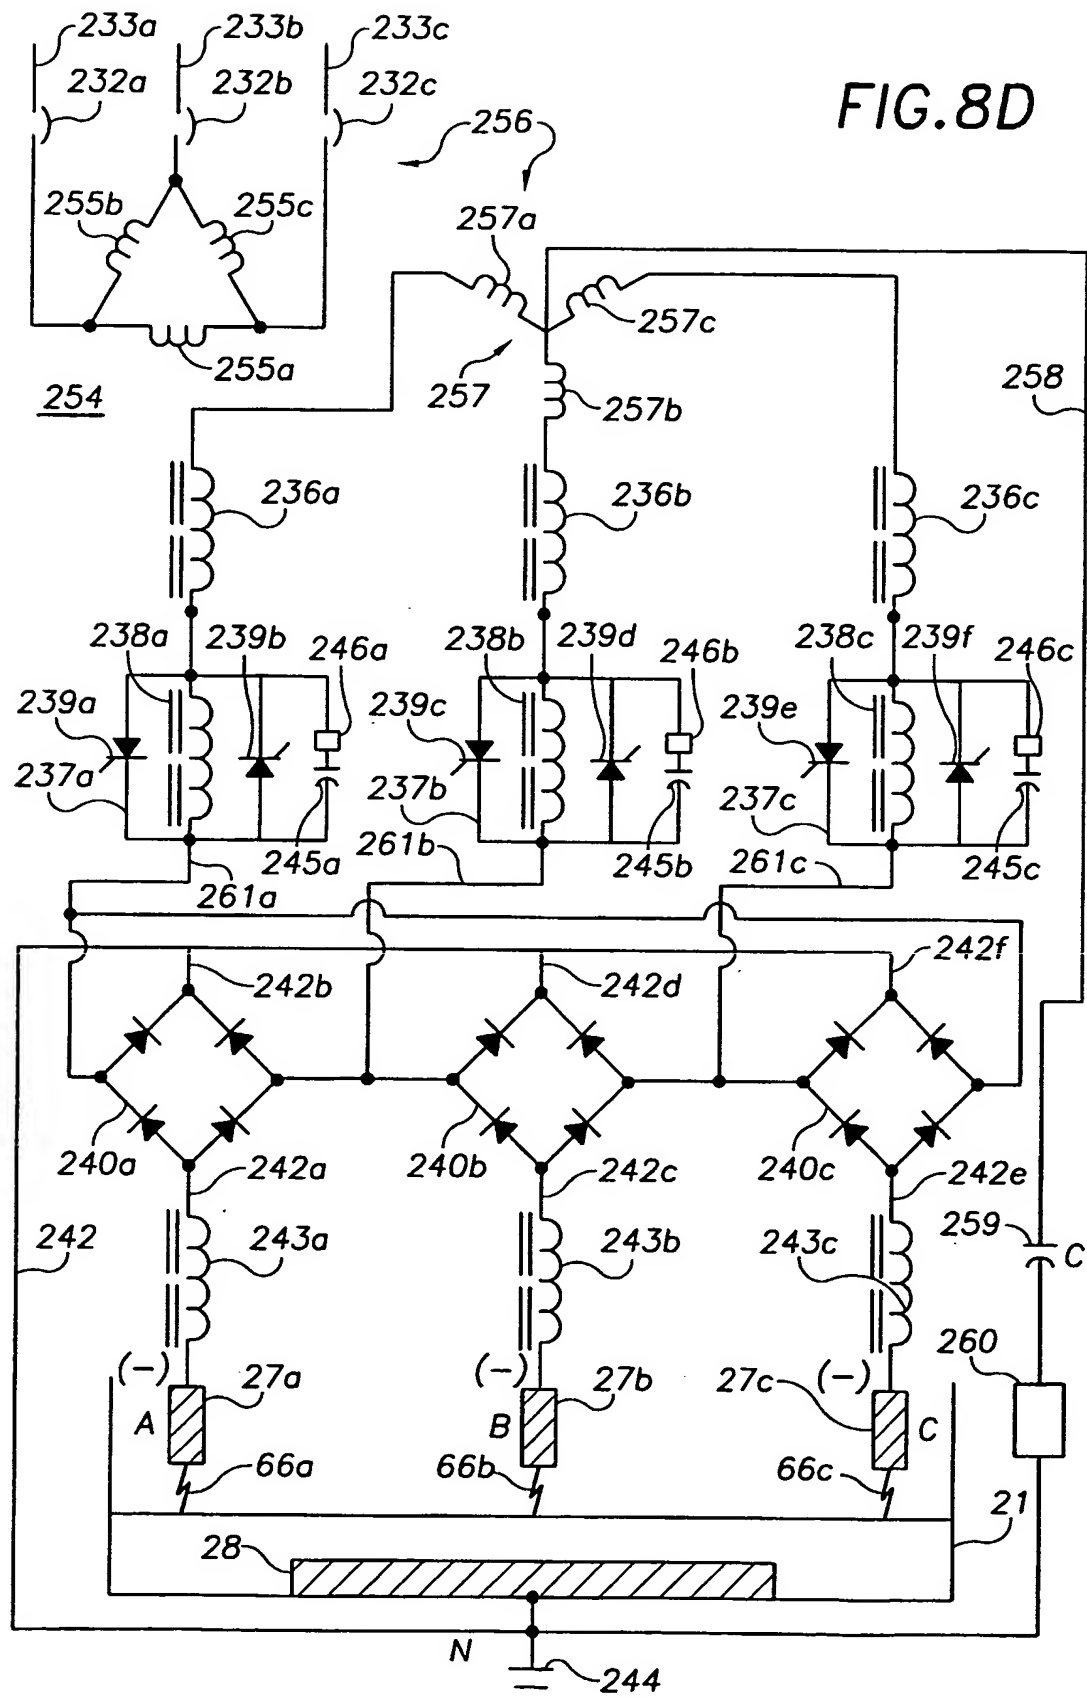 233a 233b 233c
232a 232b 232c
FIG.8D
256
255b 255c
257a
257c
255a 257 257b
254 258
236a 236b 236c
238a 239b 246a 238b 239d 246b 238c 239f 246c
239a 239c 239e
237a 237b 237c
245a 261b 245b 261c 245c
261a
242b 242d 242f
240a 242a 240b 242c 240c 242e
242 243a 243b 243c 259 C
260
(-) 27a (-) 27b 27c (-)
A B C
66a 66b 66c
21
28
N
244